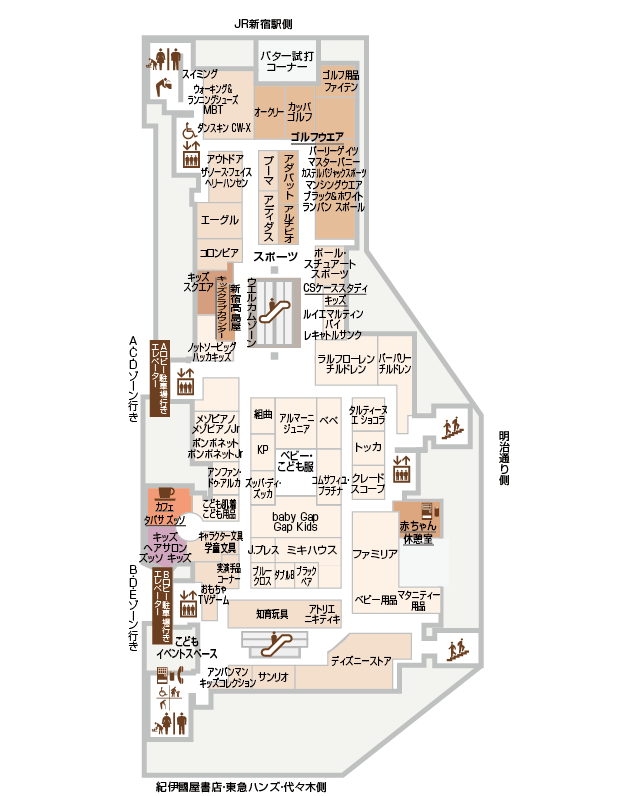 JR新宿駅側
パター試打
コーナー
スイミング
ウォーキング&
ランニングシューズ
MBT
ダンスキン CW-X
オークリー
カッパ
ゴルフ
ゴルフ用品
ファイテン
ゴルフウエア
パーリーゲイツ
マスターバニー
カステルバジャックスポーツ
マンシングウエア
ブラック&ホワイト
ランバン スポール
アウトドア
ザ・ノース・フェイス
ヘリーハンセン
プーマ
アディダス
アダバット
アルチビオ
エーグル
コロンビア
スポーツ
ポール・
スチュアート
スポーツ
キッズ
スクエア
キッズクラブカウンター
新宿高島屋
ウエルカムゾーン
CSケーススタディ
キッズ
ルイエマルティン
バイ
レキャトルサンク
ノットソービッグ
ハッカキッズ
ラルフローレン
チルドレン
バーバリー
チルドレン
A・C・Dゾーン行き
Aロビー駐車場行き
エレベーター
メゾピアノ
メゾピアノJr
ポンポネット
ポンポネットJr
組曲
アルマーニ
ジュニア
べべ
タルティーヌ
エ ショコラ
KP
ベビー・
こども服
トッカ
アンファン・
ドゥ・アルカ
ズッパ・ディ・
ズッカ
コムサフィユ・
プラチナ
クレード
スコープ
明治通り側
カフェ
タバサ ズッソ
こども肌着
こども用品
baby Gap
Gap Kids
赤ちゃん
休憩室
キッズ
ヘアサロン
ズッソ キッズ
キャラクター文具
学童文具
J.プレス
ミキハウス
ファミリア
実演手品
コーナー
ブルー
クロス
ダブルB
ブラック
ベア
B・D・Eゾーン行き
Bロビー駐車場行き
エレベーター
おもちゃ
TVゲーム
知育玩具
アトリエ
ニキティキ
ベビー用品
マタニティー
用品
こども
イベントスペース
ディズニーストア
アンパンマン
キッズコレクション
サンリオ
紀伊國屋書店・東急ハンズ・代々木側